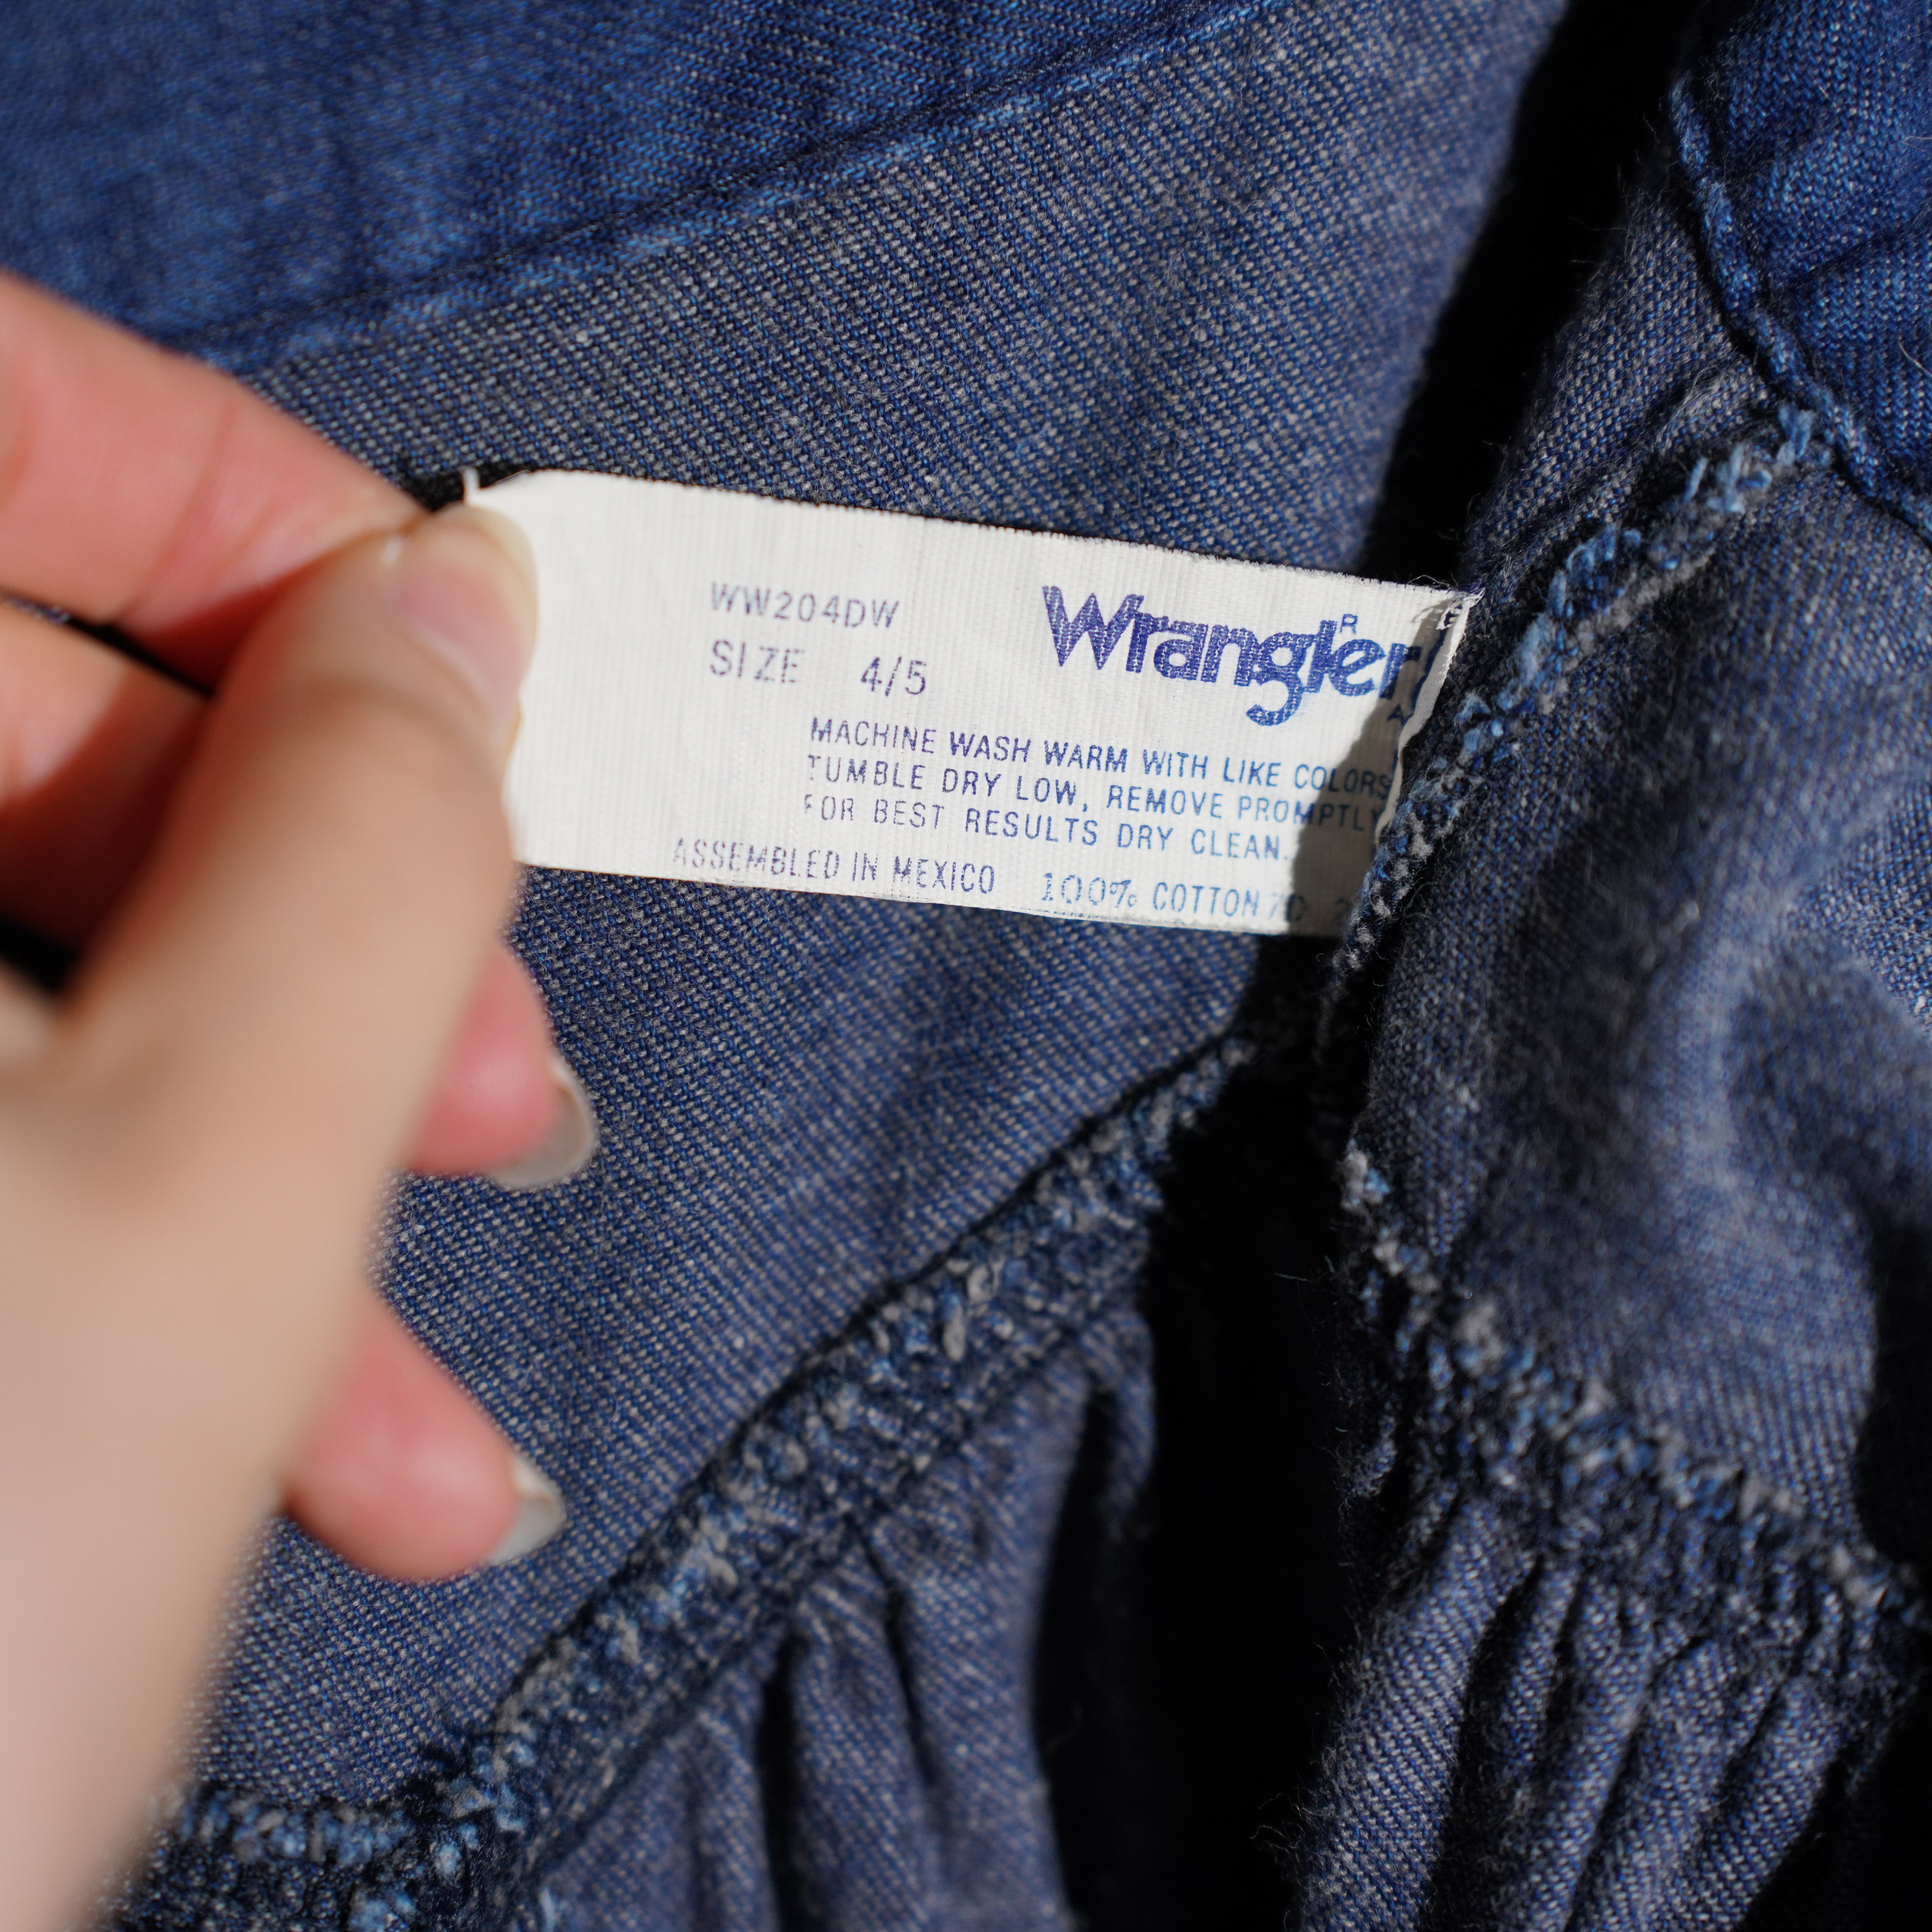 WW204DW
SIZE 4/5
Wrangler
R
MACHINE WASH WARM WITH LIKE COLORS
TUMBLE DRY LOW, REMOVE PROMPTLY
FOR BEST RESULTS DRY CLEAN.
ASSEMBLED IN MEXICO 100% COTTON